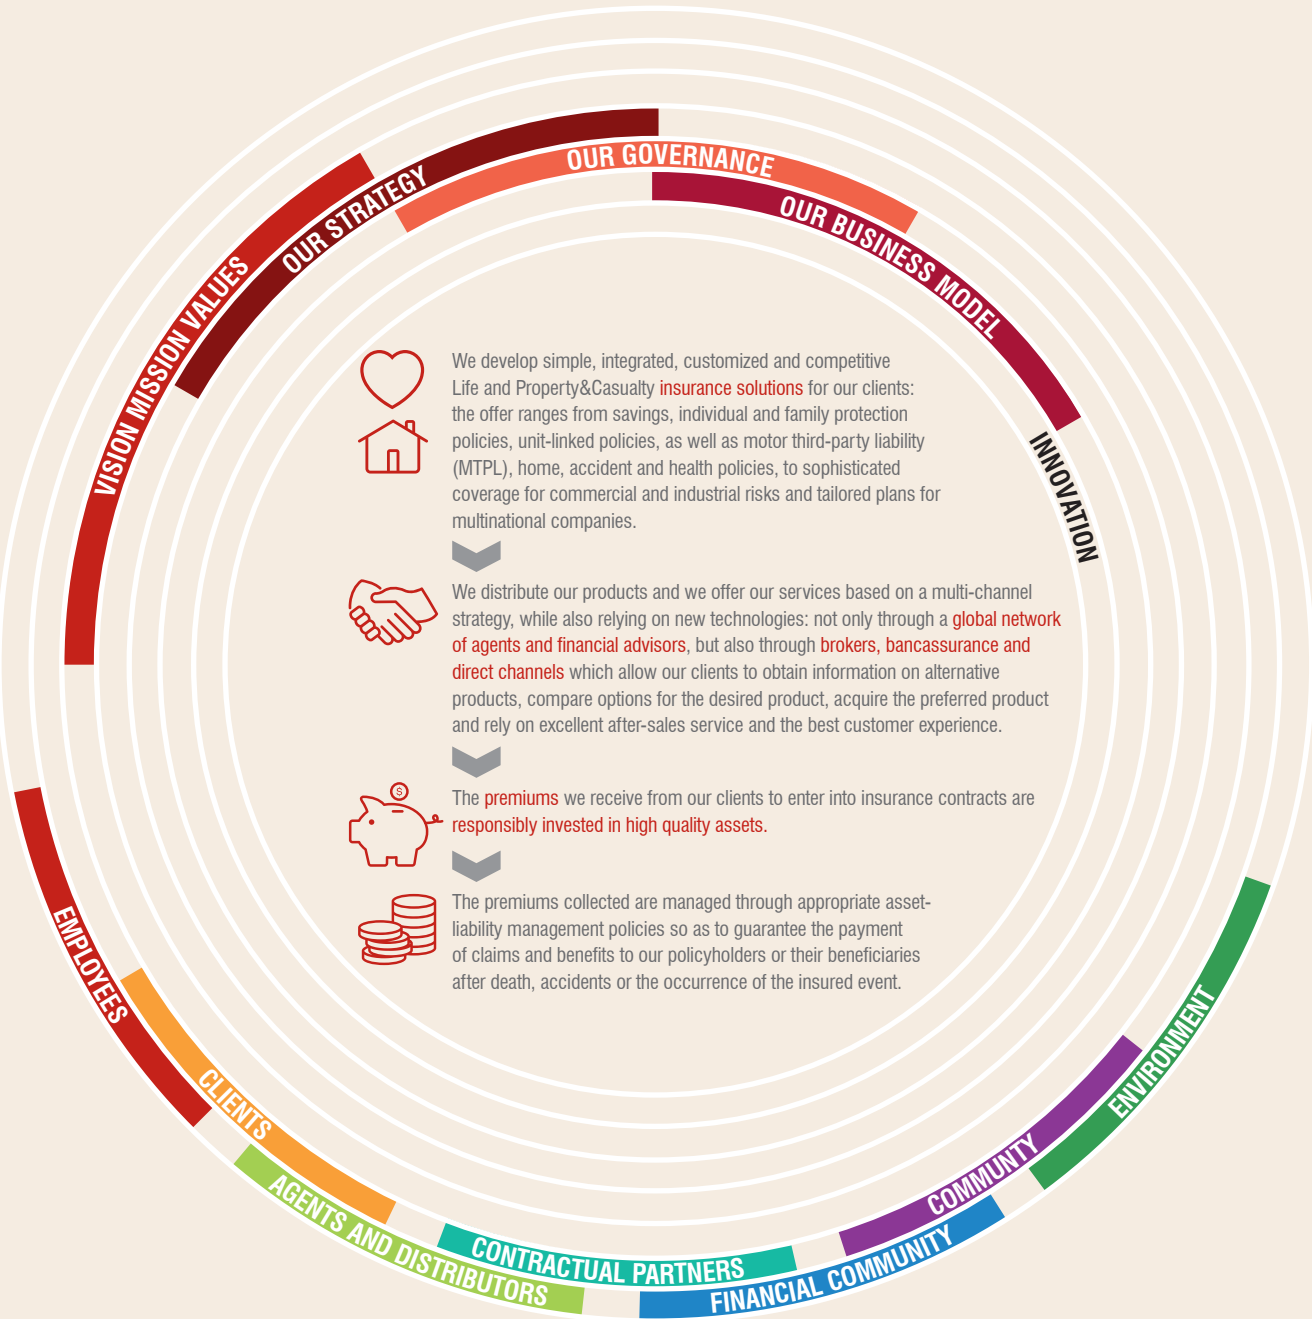 VISION MISSION VALUES
OUR STRATEGY
OUR GOVERNANCE
OUR BUSINESS MODEL
INNOVATION
We develop simple, integrated, customized and competitive
Life and Property&Casualty insurance solutions for our clients:
the offer ranges from savings, individual and family protection
policies, unit-linked policies, as well as motor third-party liability
(MTPL), home, accident and health policies, to sophisticated
coverage for commercial and industrial risks and tailored plans for
multinational companies.
We distribute our products and we offer our services based on a multi-channel
strategy, while also relying on new technologies: not only through a global network
of agents and financial advisors, but also through brokers, bancassurance and
direct channels which allow our clients to obtain information on alternative
products, compare options for the desired product, acquire the preferred product
and rely on excellent after-sales service and the best customer experience.
$
The premiums we receive from our clients to enter into insurance contracts are
responsibly invested in high quality assets.
The premiums collected are managed through appropriate asset-
liability management policies so as to guarantee the payment
of claims and benefits to our policyholders or their beneficiaries
after death, accidents or the occurrence of the insured event.
EMPLOYEES
CLIENTS
AGENTS AND DISTRIBUTORS
CONTRACTUAL PARTNERS
FINANCIAL COMMUNITY
COMMUNTY
ENVIRONMENT